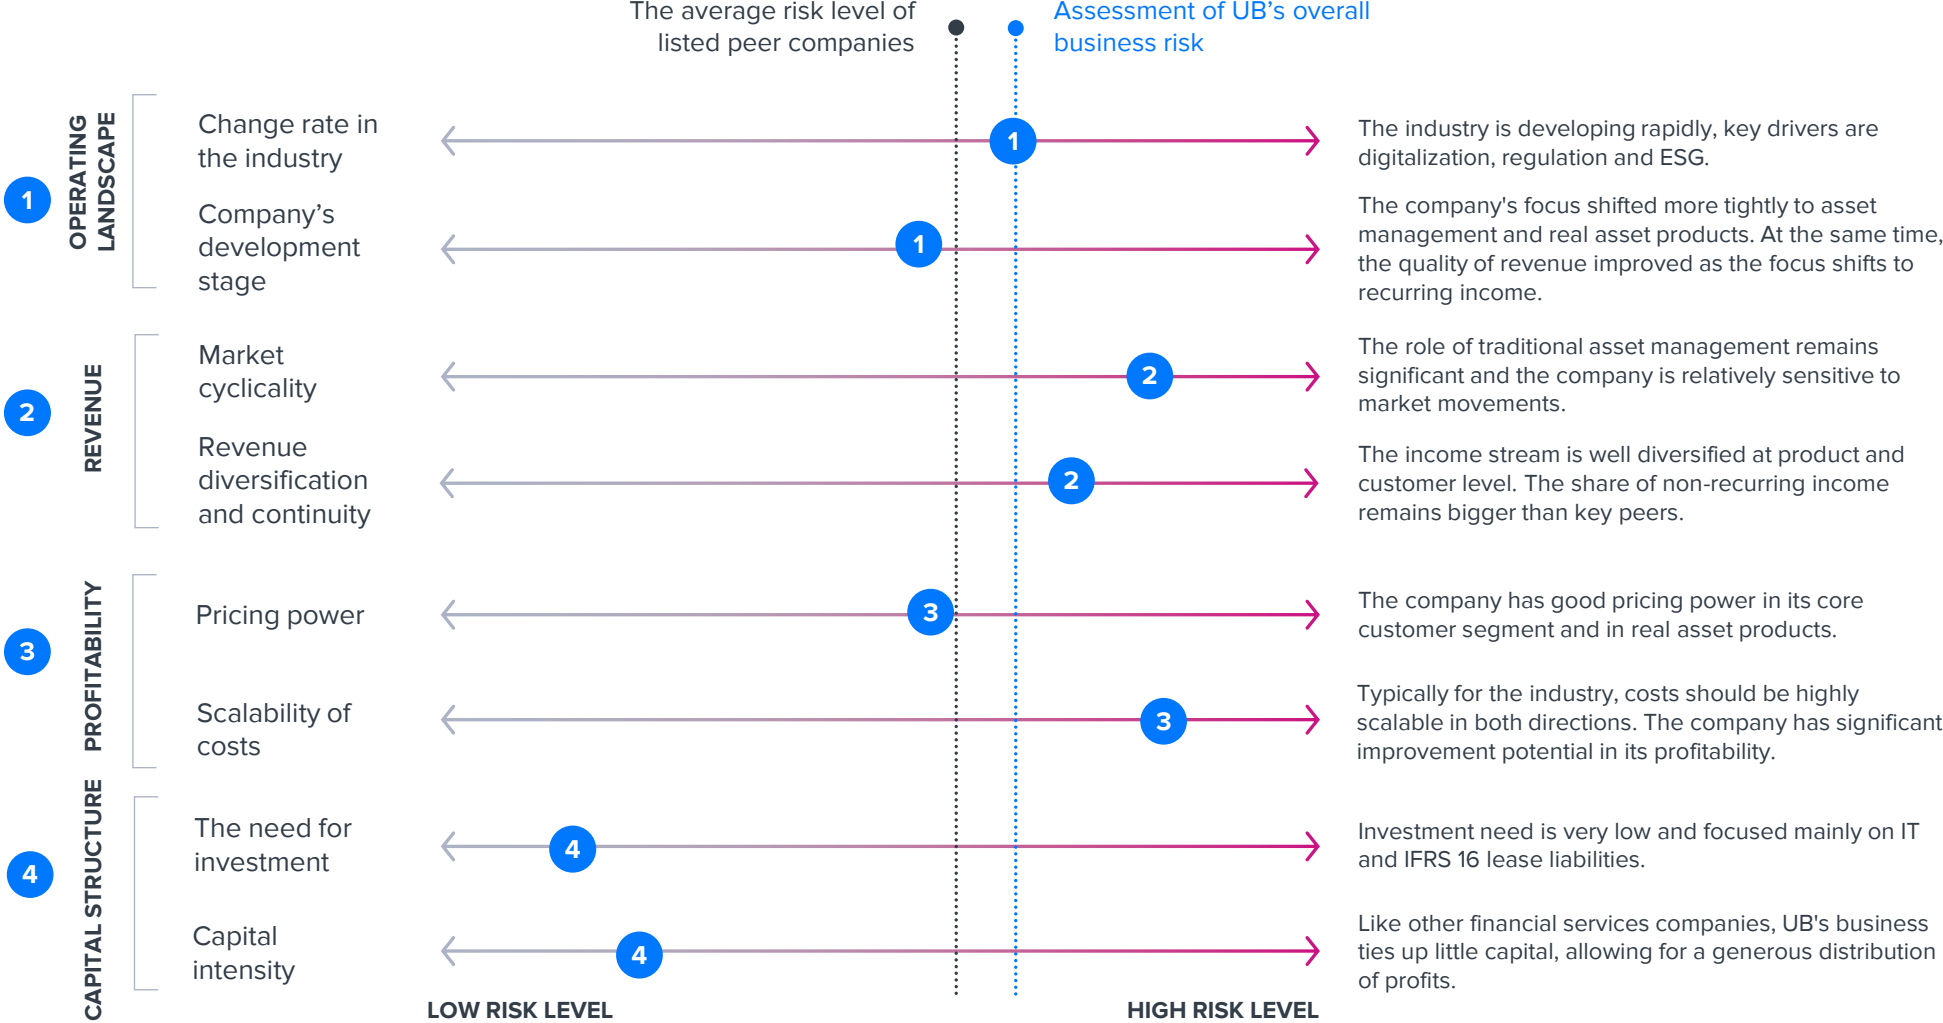 The average risk level of
listed peer companies
Assessment of UB's overall
business risk
1
OPERATING
LANDSCAPE
Change rate in
the industry
1
The industry is developing rapidly, key drivers are
digitalization, regulation and ESG.
Company's
development
stage
1
The company's focus shifted more tightly to asset
management and real asset products. At the same time,
the quality of revenue improved as the focus shifts to
recurring income.
2
REVENUE
Market
cyclicality
2
The role of traditional asset management remains
significant and the company is relatively sensitive to
market movements.
Revenue
diversification
and continuity
2
The income stream is well diversified at product and
customer level. The share of non-recurring income
remains bigger than key peers.
3
PROFITABILITY
Pricing power
3
The company has good pricing power in its core
customer segment and in real asset products.
Scalability of
costs
3
Typically for the industry, costs should be highly
scalable in both directions. The company has significant
improvement potential in its profitability.
4
CAPITAL STRUCTURE
The need for
investment
4
Investment need is very low and focused mainly on IT
and IFRS 16 lease liabilities.
Capital
intensity
4
Like other financial services companies, UB's business
ties up little capital, allowing for a generous distribution
of profits.
LOW RISK LEVEL
HIGH RISK LEVEL